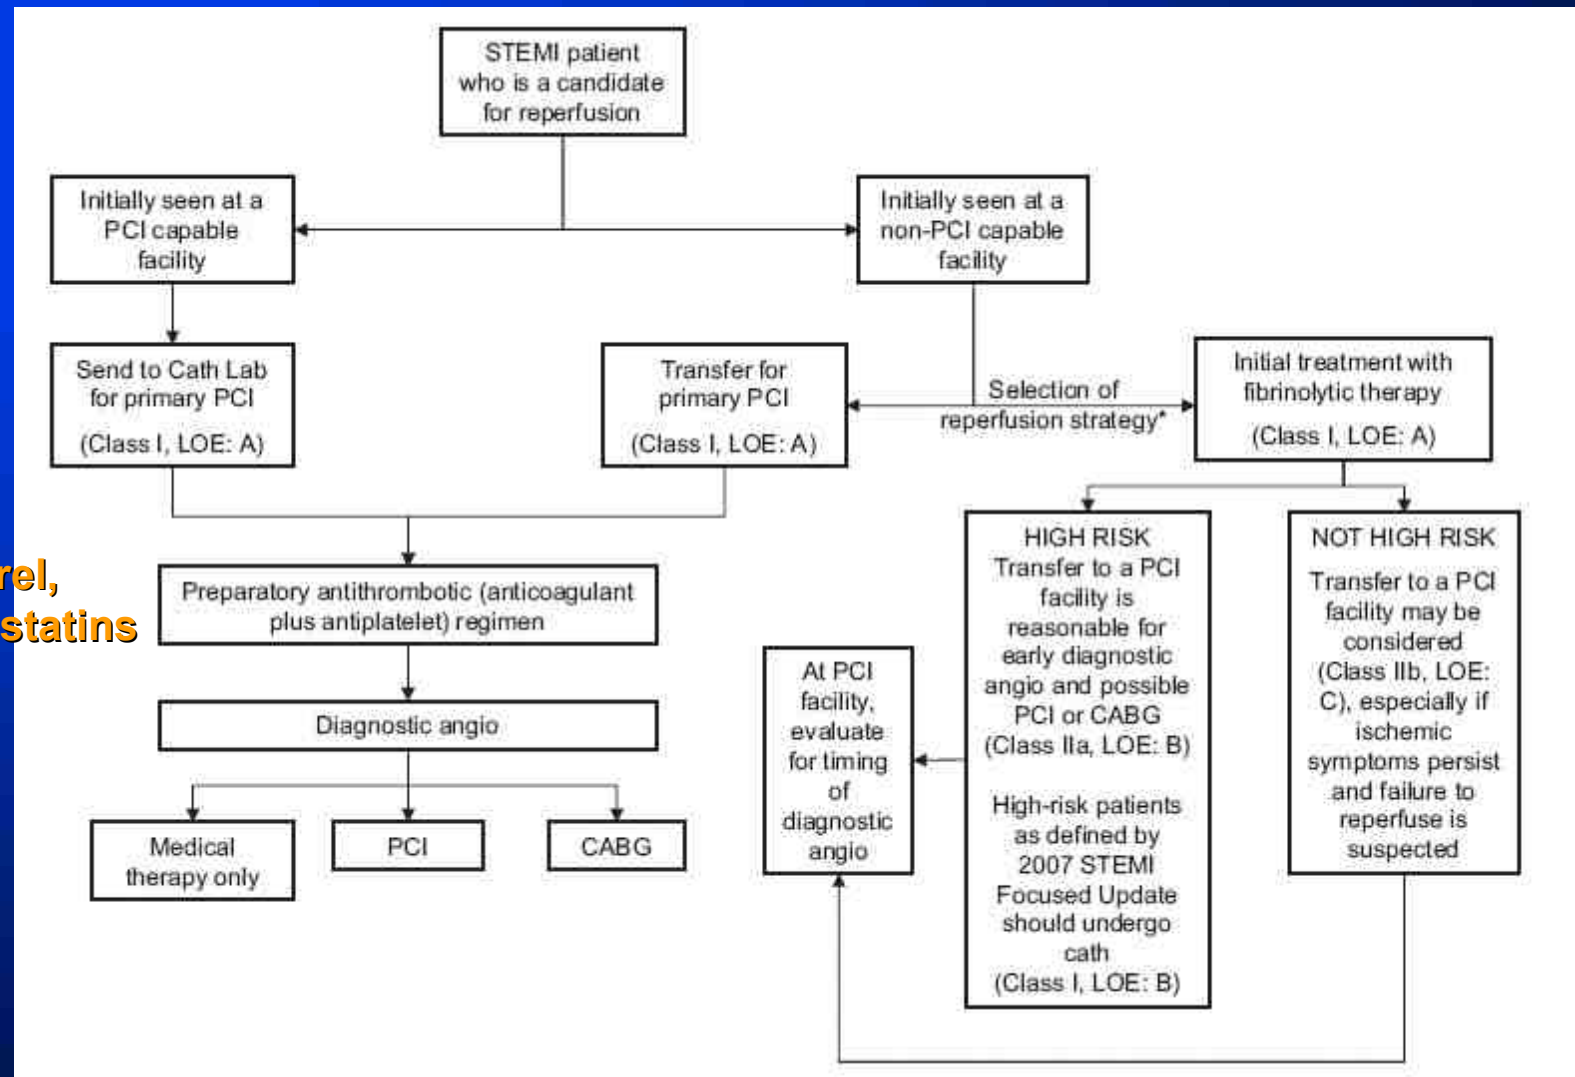 STEMI patient
who is a candidate
for reperfusion
Initially seen at a
PCI capable
facility
Initially seen at a
non-PCI capable
facility
Send to Cath Lab
for primary PCI
(Class I, LOE: A)
Transfer for
primary PCI
(Class I, LOE: A)
Selection of
reperfusion strategy*
Initial treatment with
fibrinolytic therapy
(Class I, LOE: A)
rel,
statins
Preparatory antithrombotic (anticoagulant
plus antiplatelet) regimen
Diagnostic angio
Medical
therapy only
PCI
CABG
At PCI
facility,
evaluate
for timing
of
diagnostic
angio
HIGH RISK
Transfer to a PCI
facility is
reasonable for
early diagnostic
angio and possible
PCI or CABG
(Class IIa, LOE: B)
High-risk patients
as defined by
2007 STEMI
Focused Update
should undergo
cath
(Class I, LOE: B)
NOT HIGH RISK
Transfer to a PCI
facility may be
considered
(Class IIb, LOE:
C), especially if
ischemic
symptoms persist
and failure to
reperfuse is
suspected